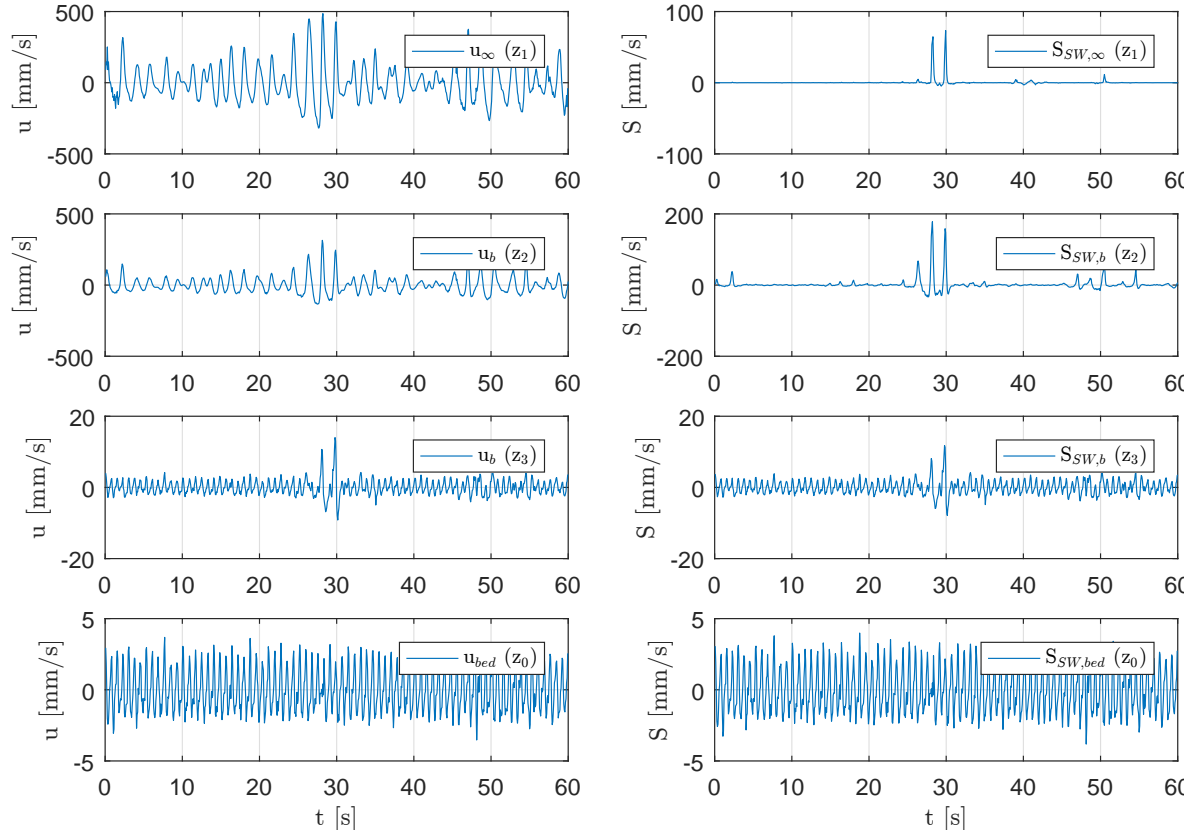 u [mm/s]
500
0
-500
u∞ (z1)
0 10 20 30 40 50 60
S [mm/s]
100
0
-100
SSW,∞ (z1)
0 10 20 30 40 50 60
u [mm/s]
500
0
-500
ub (z2)
0 10 20 30 40 50 60
S [mm/s]
200
0
-200
SSW,b (z2)
0 10 20 30 40 50 60
u [mm/s]
20
0
-20
ub (z3)
0 10 20 30 40 50 60
S [mm/s]
20
0
-20
SSW,b (z3)
0 10 20 30 40 50 60
u [mm/s]
5
0
-5
ubed (z0)
0 10 20 30 40 50 60
t [s]
S [mm/s]
5
0
-5
SSW,bed (z0)
0 10 20 30 40 50 60
t [s]